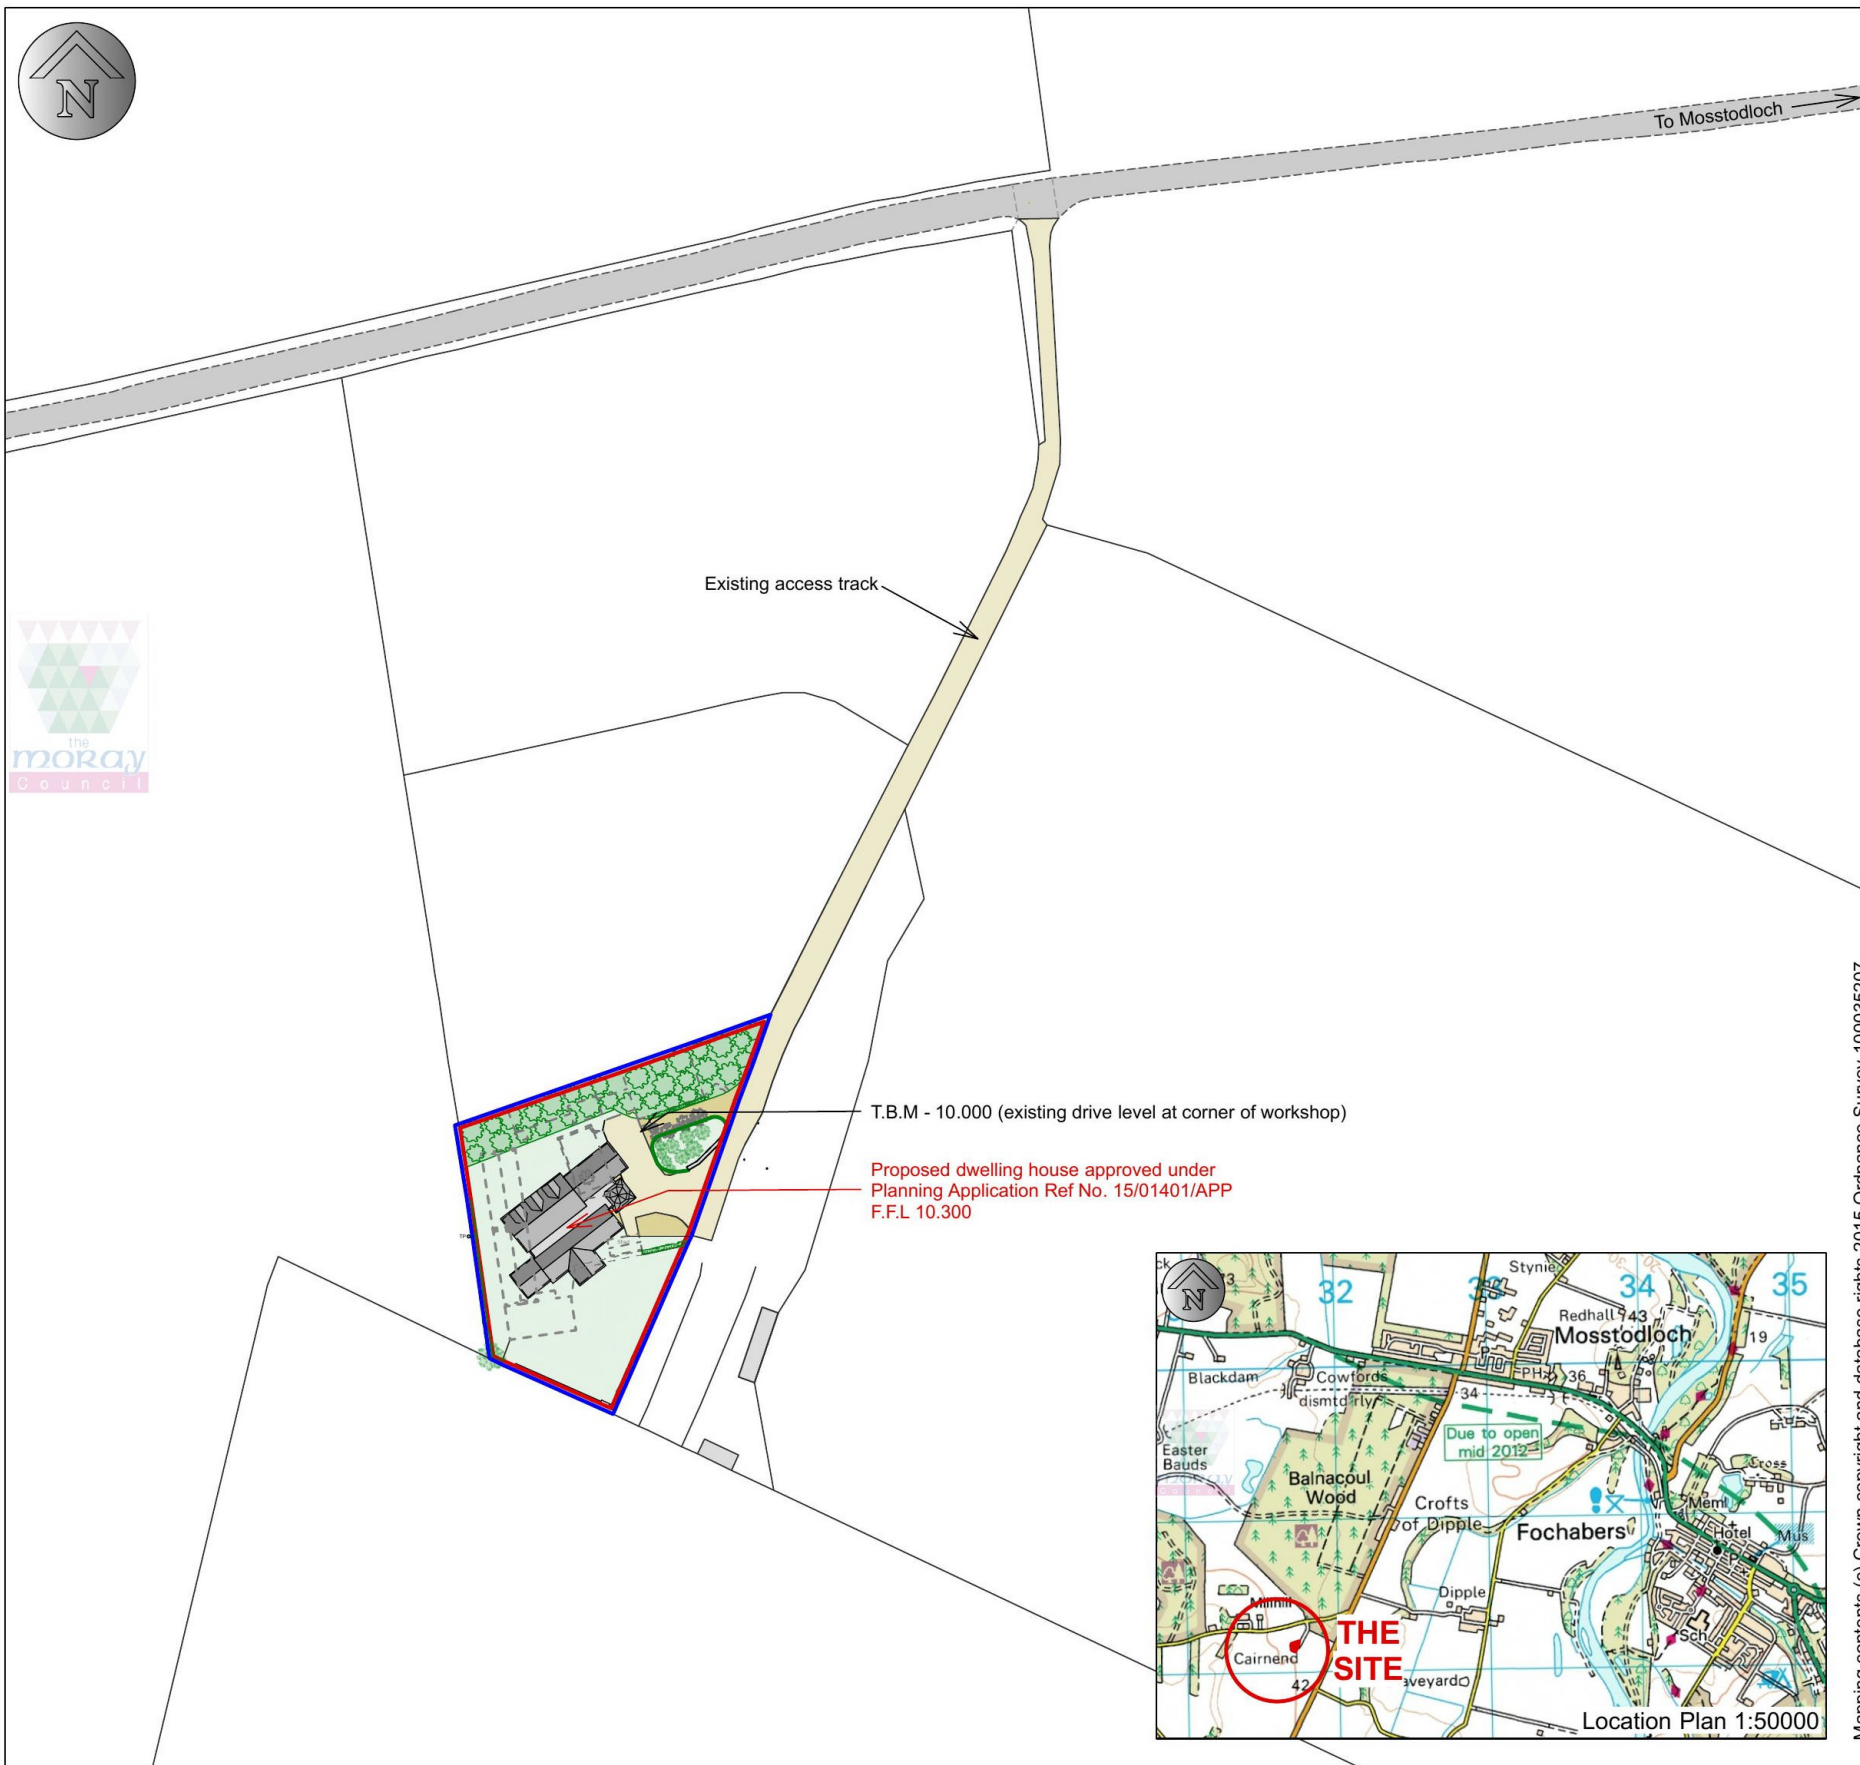 N
To Mosstodloch
Existing access track
the
moray
Council
T.B.M - 10.000 (existing drive level at corner of workshop)
Proposed dwelling house approved under
Planning Application Ref No. 15/01401/APP
F.F.L 10.300
N
32
33
34
35
Stynie
Redhall
43
Mosstodloch
19
Blackdam
Cowfords
PH
36
34
dismtd rly
Due to open
mid 2012
Easter
Bauds
Balnacoul
Wood
Cross
Crofts
of Dipple
Meml
Fochabers
Hotel
Mus
P
Dipple
Millhill
THE
SITE
Sch
Cairnend
42
aveyard
Location Plan 1:50000